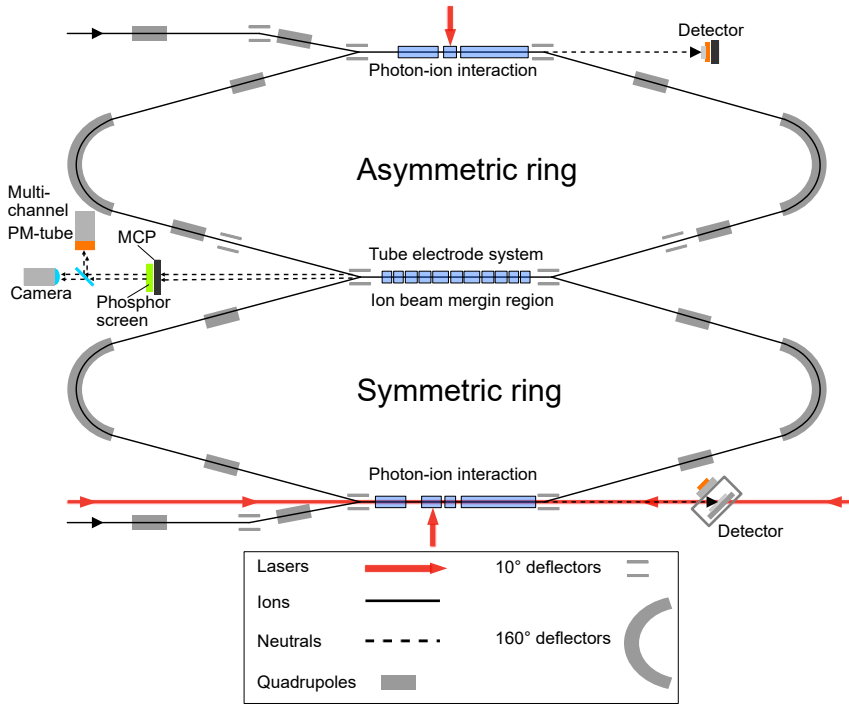 Detector
Photon-ion interaction
Asymmetric ring
Multi-
channel
PM-tube
MCP
Tube electrode system
Camera
Phosphor
screen
Ion beam mergin region
Symmetric ring
Photon-ion interaction
Detector
Lasers
10° deflectors
Ions
Neutrals
160° deflectors
Quadrupoles